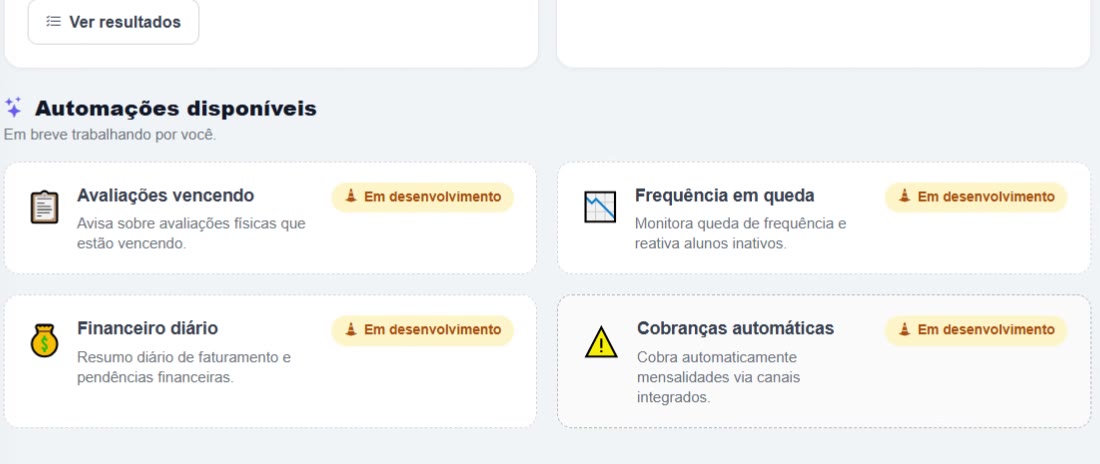 Ver resultados
Automações disponíveis
Em breve trabalhando por você.
Avaliações vencendo
Em desenvolvimento
Avisa sobre avaliações físicas que
estão vencendo.
Frequência em queda
Em desenvolvimento
Monitora queda de frequência e
reativa alunos inativos.
Financeiro diário
Em desenvolvimento
Resumo diário de faturamento e
pendências financeiras.
Cobranças automáticas
Em desenvolvimento
Cobra automaticamente
mensalidades via canais
integrados.